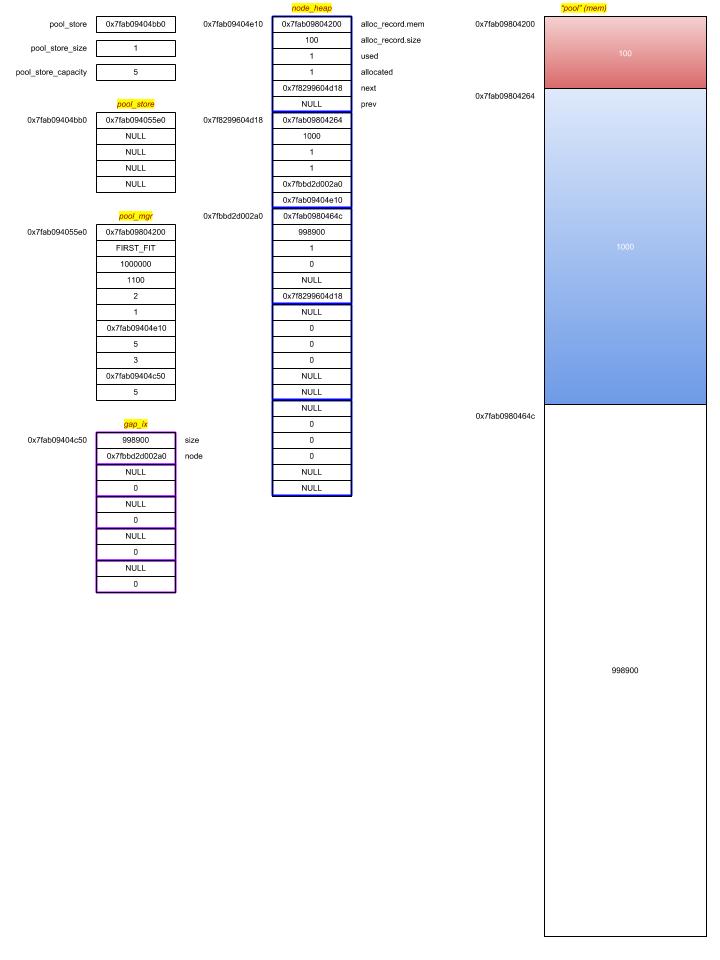 pool_store 0x7fab09404bb0
pool_store_size 1
pool_store_capacity 5
pool_store
0x7fab09404bb0 0x7fab094055e0
NULL
NULL
NULL
NULL
pool_mgr
0x7fab094055e0 0x7fab09804200
FIRST_FIT
1000000
1100
2
1
0x7fab09404e10
5
3
0x7fab09404c50
5
gap_ix
0x7fab09404c50 998900 size
0x7fbbd2d002a0 node
NULL
0
NULL
0
NULL
0
NULL
0
node_heap
0x7fab09404e10 0x7fab09804200 alloc_record.mem
100 alloc_record.size
1 used
1 allocated
0x7f8299604d18 next
NULL prev
0x7f8299604d18 0x7fab09804264
1000
1
1
0x7fbbd2d002a0
0x7fab09404e10
0x7fbbd2d002a0 0x7fab0980464c
998900
1
0
NULL
0x7f8299604d18
NULL
0
0
0
NULL
NULL
NULL
0
0
0
NULL
NULL
"pool" (mem)
0x7fab09804200
100
0x7fab09804264
1000
0x7fab0980464c
998900